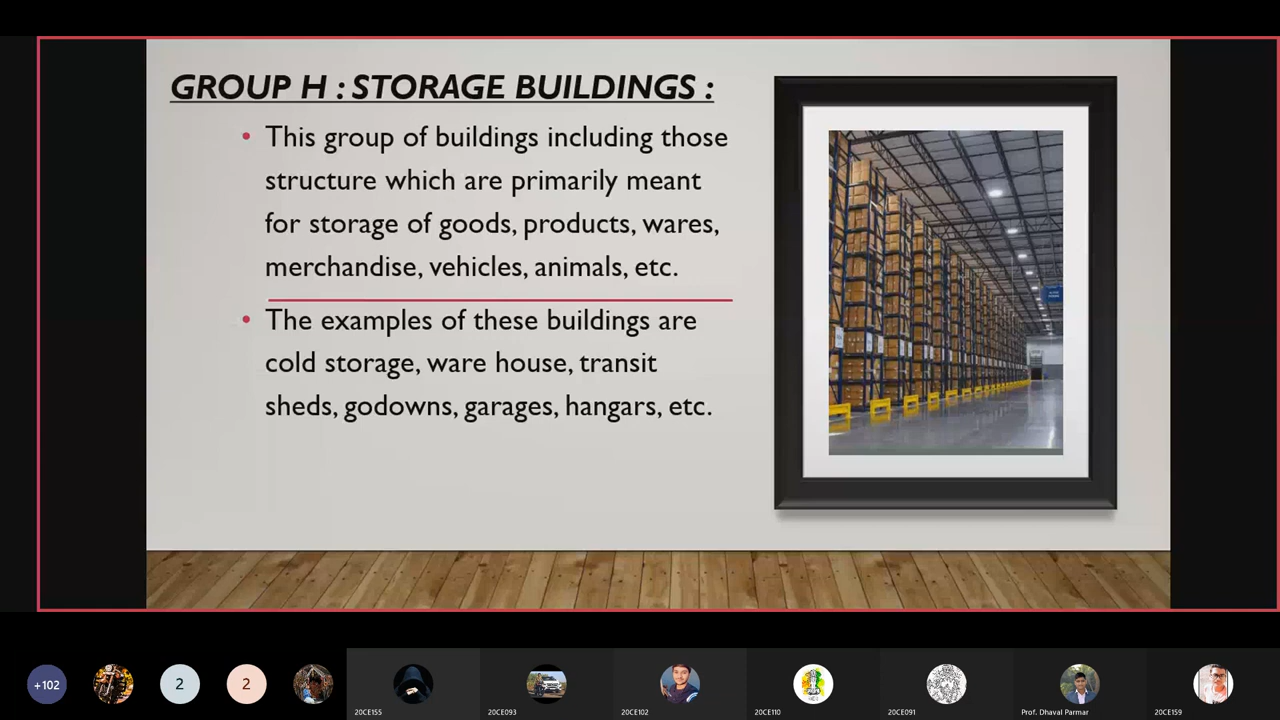 GROUP H : STORAGE BUILDINGS :
• This group of buildings including those
structure which are primarily meant
for storage of goods, products, wares,
merchandise, vehicles, animals, etc.
• The examples of these buildings are
cold storage, ware house, transit
sheds, godowns, garages, hangars, etc.
+102
2
2
20CE155
20CE093
20CE102
20CE110
20CE091
Prof. Dhaval Parmar
20CE159